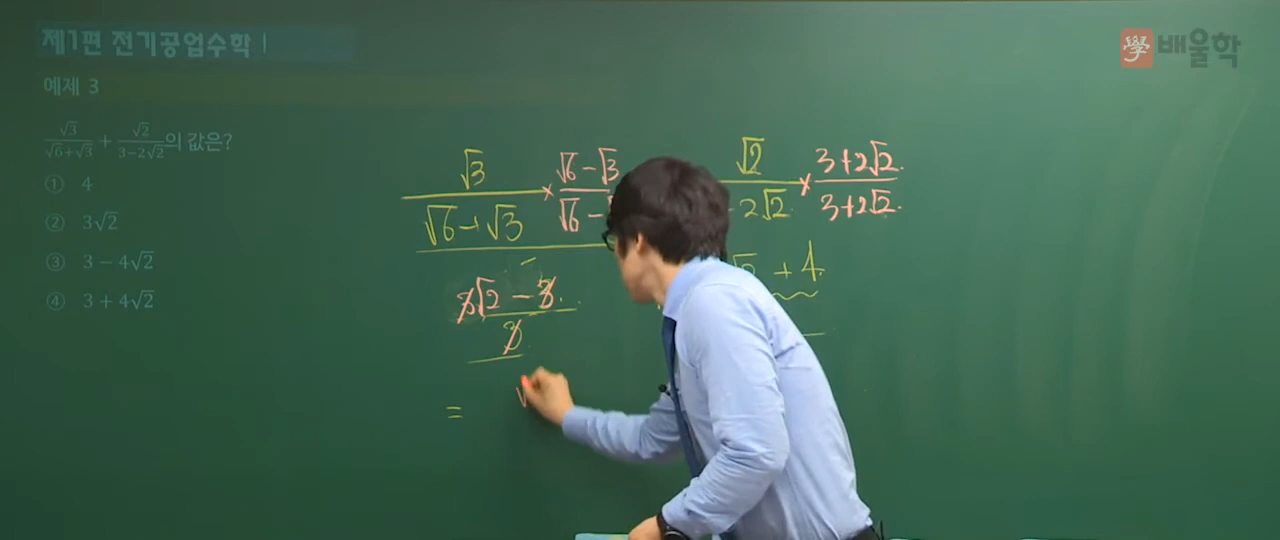 제1편 전기공업수학 |
學 배울학
예제 3
√3/(√6+√3) + √2/(3−2√2) 의 값은?
① 4
② 3√2
③ 3 − 4√2
④ 3 + 4√2
√3/(√6+√3) × (√6−√3)/(√6−
√2/(−2√2) × (3+2√2)/(3+2√2)
(3√2 − 3)/3
+ 4
=